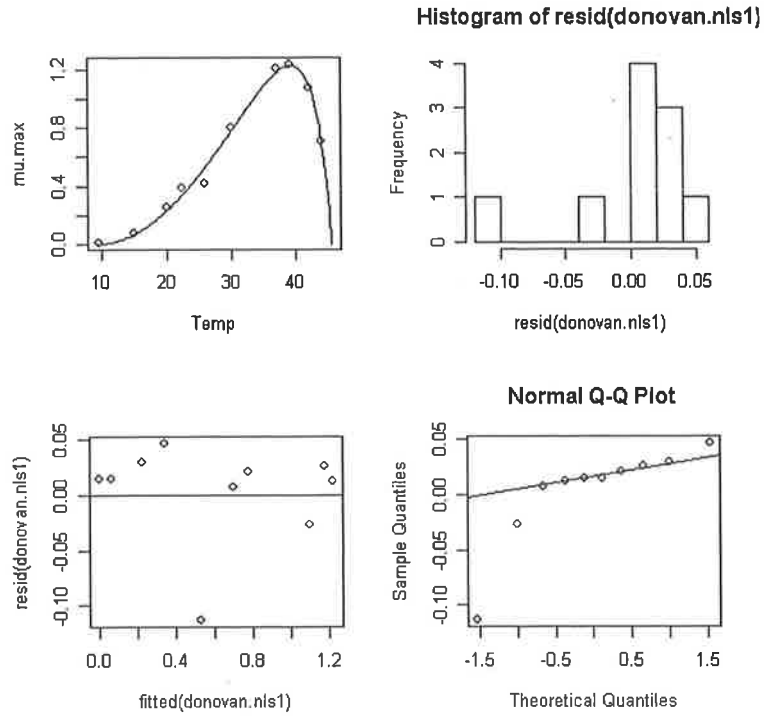 Histogram of resid(donovan.nls1)
mu.max
0.0 0.4 0.8 1.2
10 20 30 40
Temp
Frequency
0 1 2 3 4
-0.10 -0.05 0.00 0.05
resid(donovan.nls1)
Normal Q-Q Plot
resid(donovan.nls1)
-0.10 -0.05 0.00 0.05
0.0 0.4 0.8 1.2
fitted(donovan.nls1)
Sample Quantiles
-0.10 -0.05 0.00 0.05
-1.5 -0.5 0.5 1.5
Theoretical Quantiles